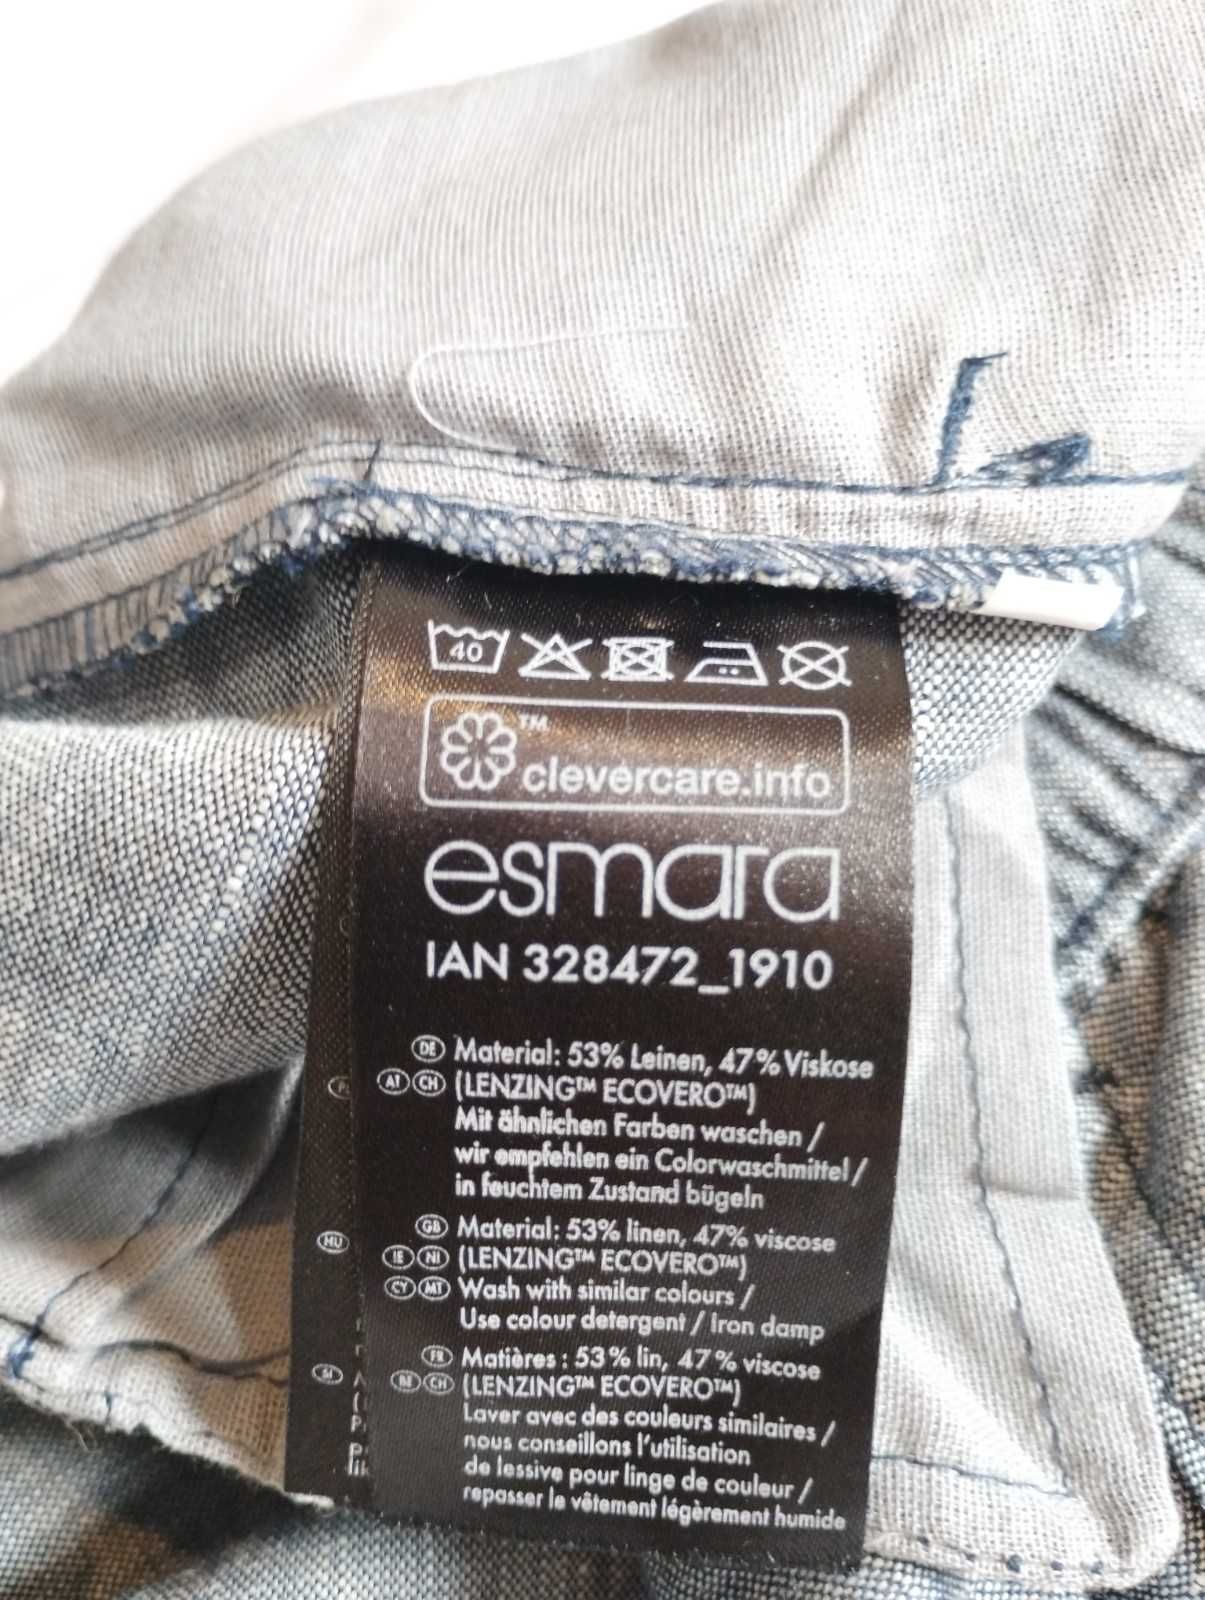 40
™
clevercare.info
esmara
IAN 328472_1910
DE Material: 53% Leinen, 47% Viskose
AT CH (LENZING™ ECOVERO™)
Mit ähnlichen Farben waschen /
wir empfehlen ein Colorwaschmittel /
in feuchtem Zustand bügeln
GB Material: 53% linen, 47% viscose
IE NI (LENZING™ ECOVERO™)
CY MT Wash with similar colours /
Use colour detergent / Iron damp
FR Matières : 53% lin, 47% viscose
BE CH (LENZING™ ECOVERO™)
Laver avec des couleurs similaires /
nous conseillons l'utilisation
de lessive pour linge de couleur /
repasser le vêtement légèrement humide
HU
SI